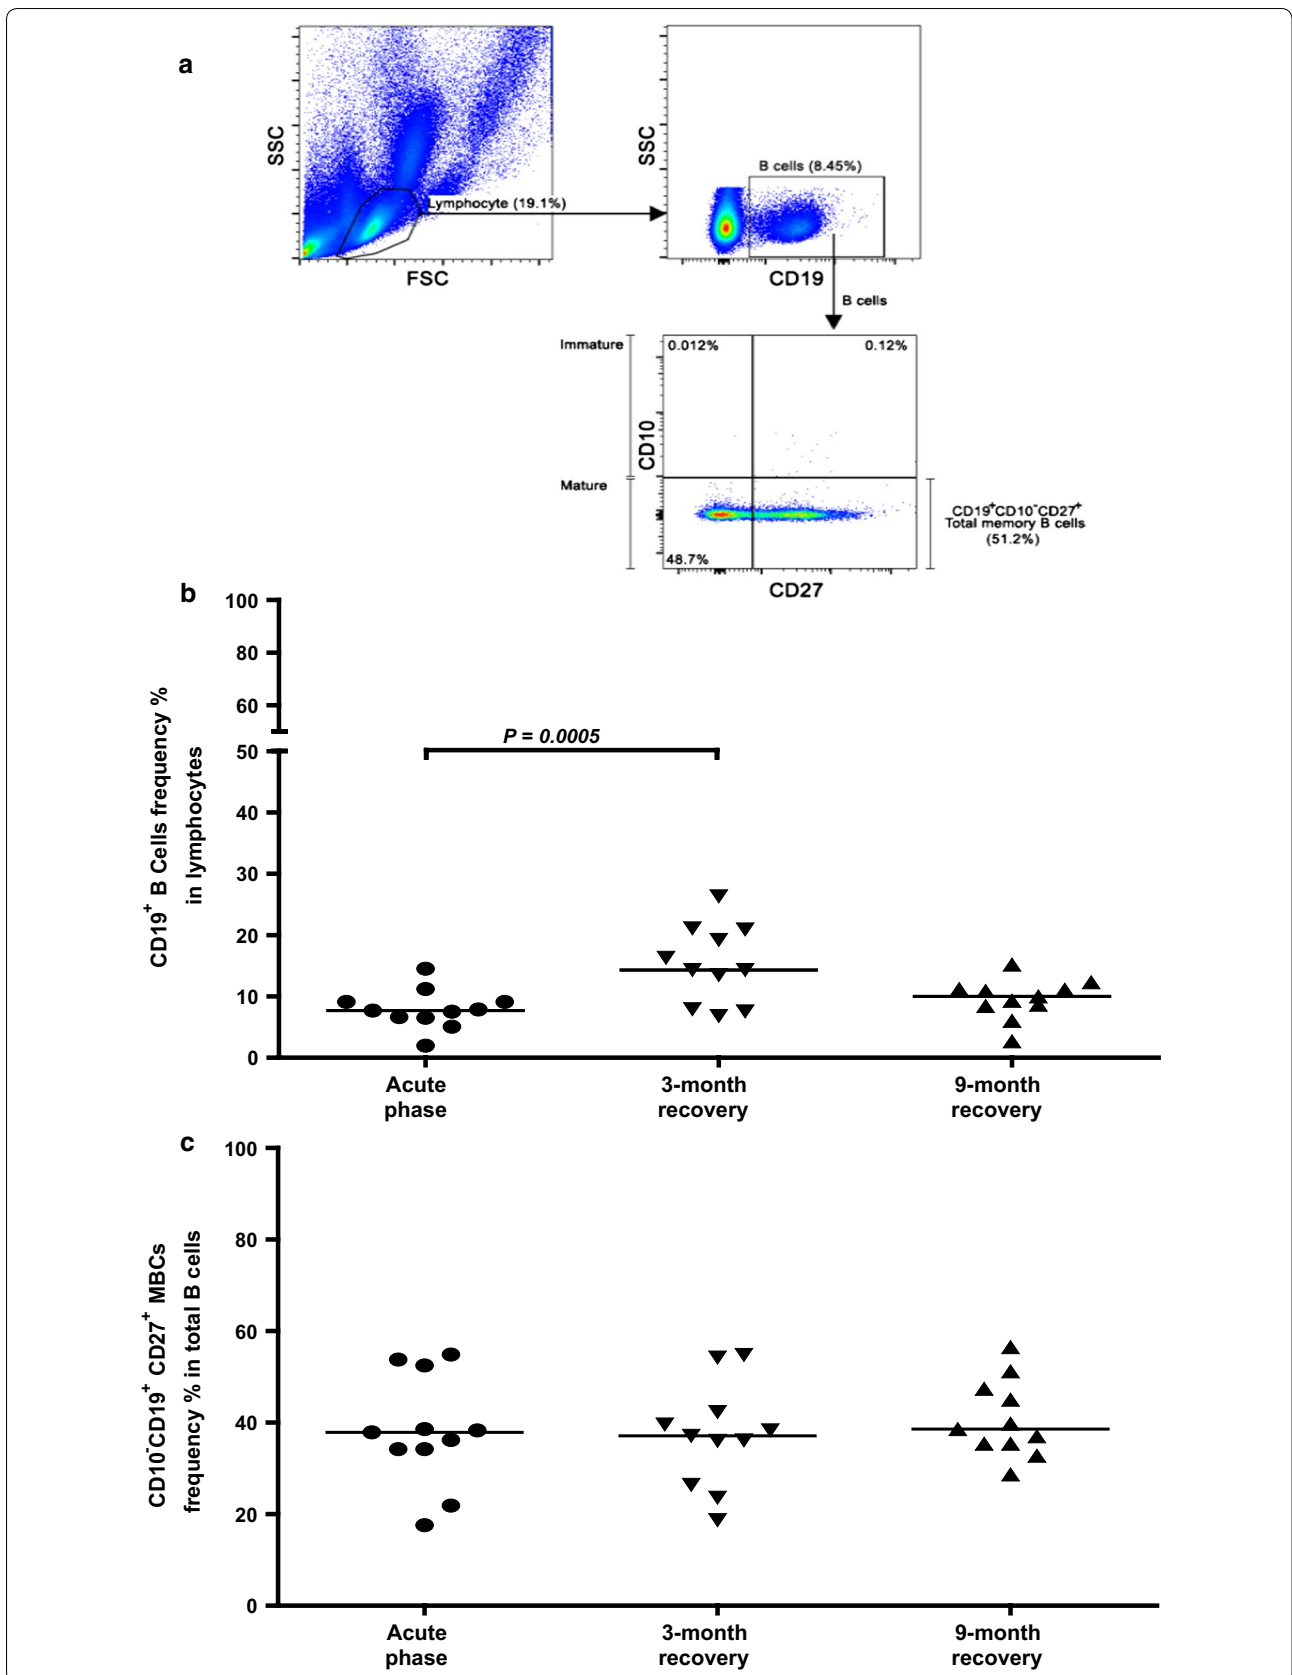 a
SSC
Lymphocyte (19.1%)
FSC
SSC
B cells (8.45%)
CD19
B cells
Immature
0.012%
0.12%
CD10
Mature
48.7%
CD19+CD10-CD27+
Total memory B cells
(51.2%)
CD27
b
CD19+ B Cells frequency %
in lymphocytes
100
80
60
50
40
30
20
10
0
P = 0.0005
Acute
phase
3-month
recovery
9-month
recovery
c
CD10-CD19+ CD27+ MBCs
frequency % in total B cells
100
80
60
40
20
0
Acute
phase
3-month
recovery
9-month
recovery